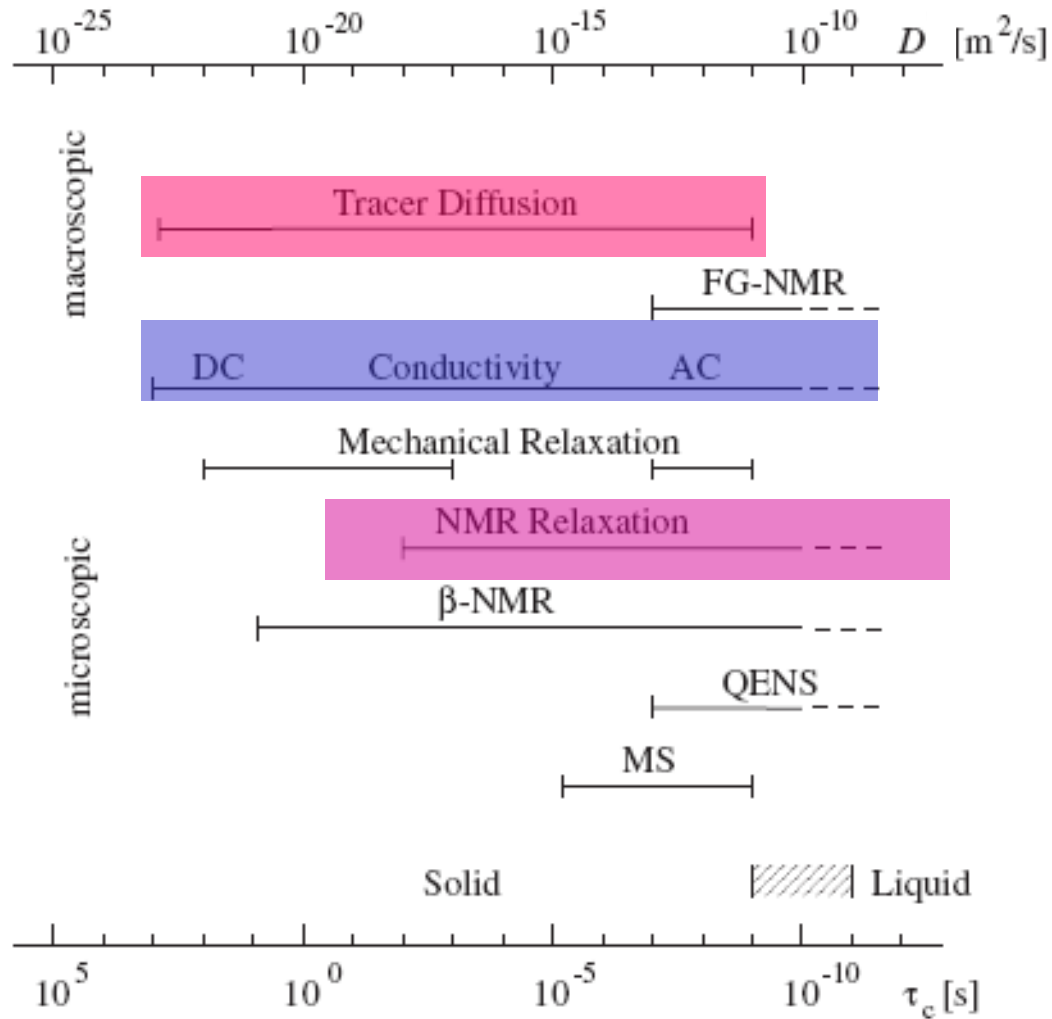 10^-25 10^-20 10^-15 10^-10 D [m^2/s]
macroscopic
Tracer Diffusion
FG-NMR
DC Conductivity AC
Mechanical Relaxation
microscopic
NMR Relaxation
β-NMR
QENS
MS
Solid Liquid
10^5 10^0 10^-5 10^-10 τ_c [s]